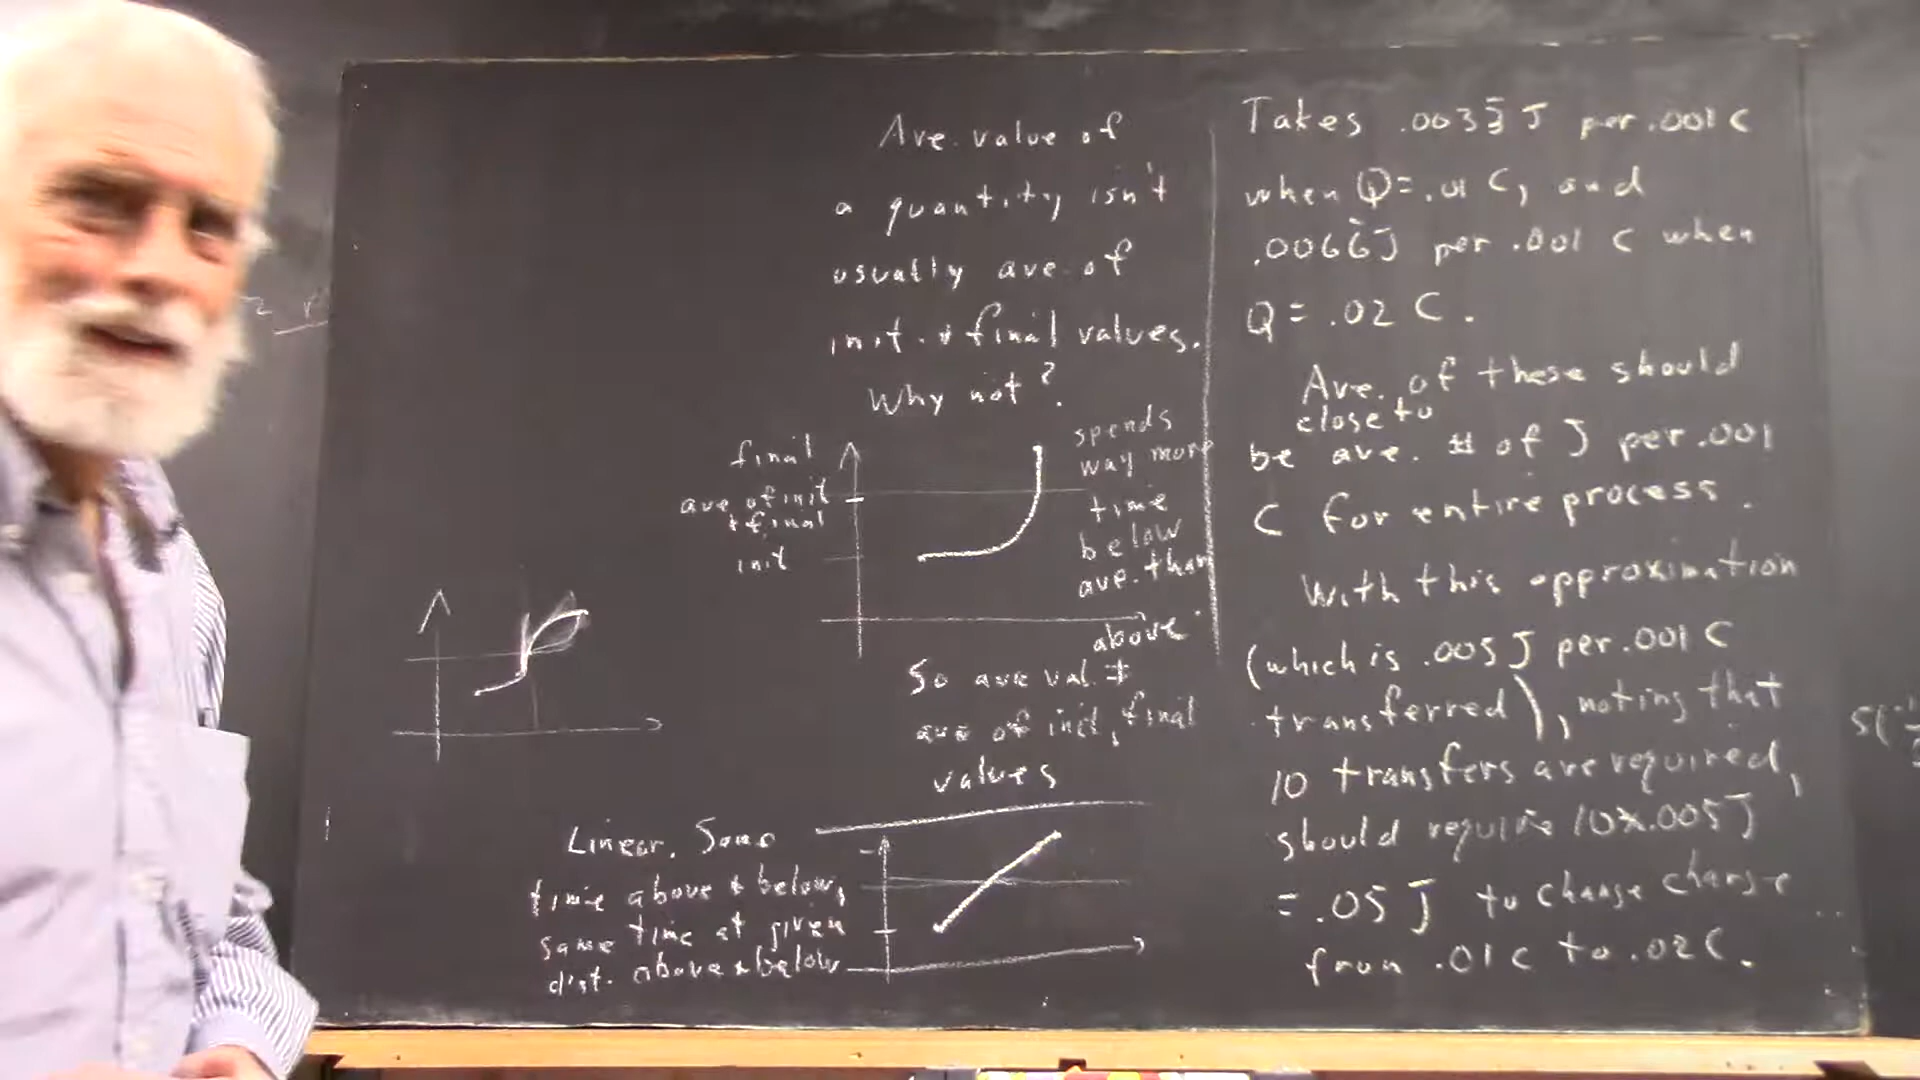 Ave. value of
a quantity isn't
usually ave. of
init. & final values.
Why not?
final
ave. of init
& final
init
spends
way more
time
below
ave. than
above.
So ave val. ≠
ave of init, final
values
Linear. Same
time above & below,
same time at given
dist. above & below
Takes .0033 J per .001 C
when Q = .01 C, and
.0066 J per .001 C when
Q = .02 C.
Ave. of these should
close to
be ave. # of J per .001
C for entire process.
With this approximation
(which is .005 J per .001 C
transferred), noting that
10 transfers are required,
should require 10 x .005 J
= .05 J to change charge
from .01 C to .02 C.
5(